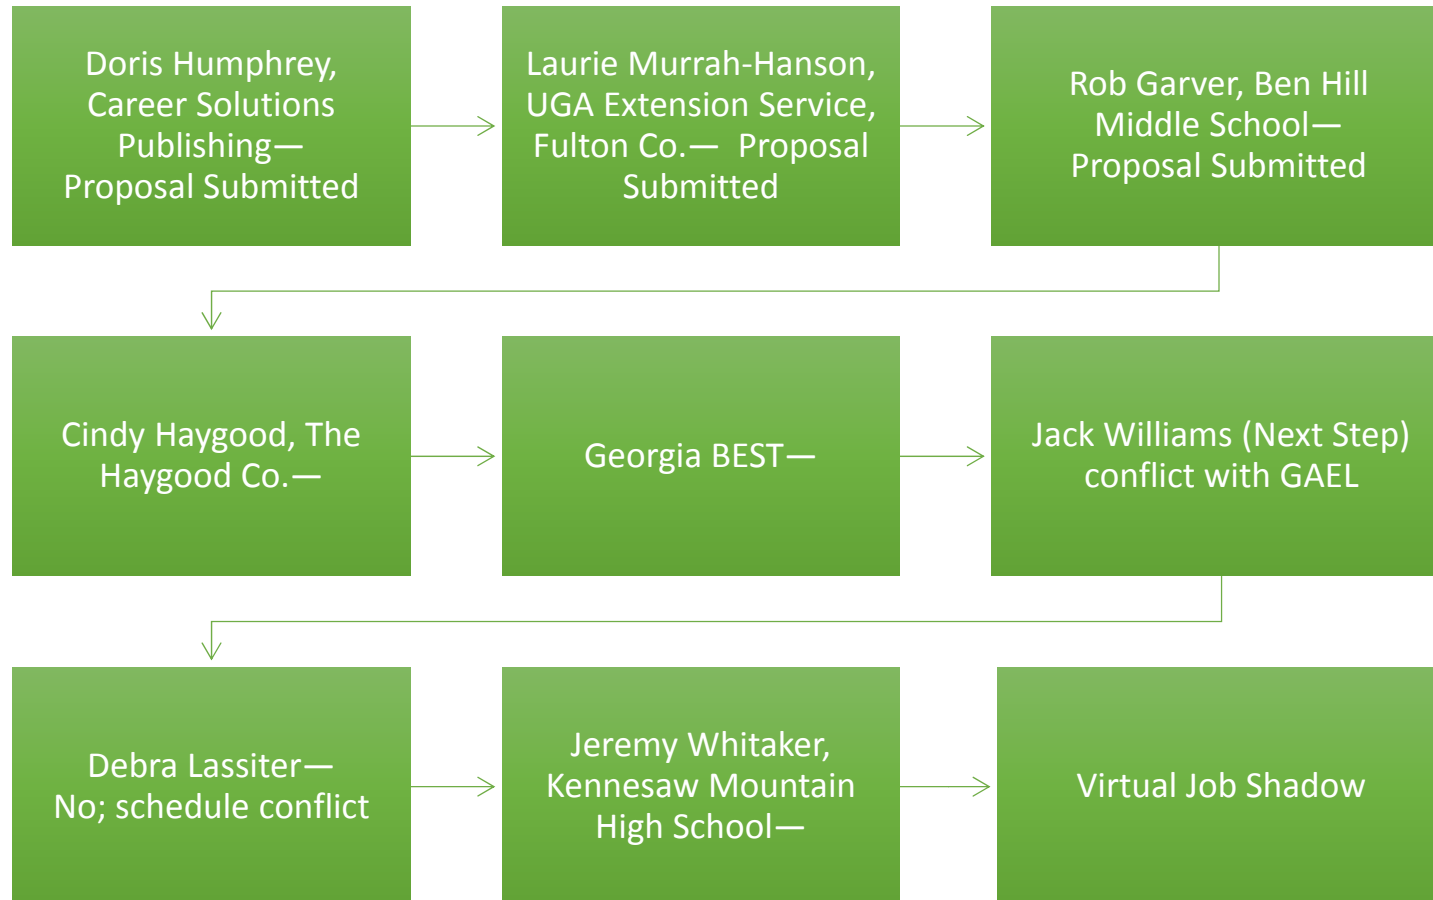 Doris Humphrey,
Career Solutions
Publishing—
Proposal Submitted
Laurie Murrah-Hanson,
UGA Extension Service,
Fulton Co.— Proposal
Submitted
Rob Garver, Ben Hill
Middle School—
Proposal Submitted
Cindy Haygood, The
Haygood Co.—
Georgia BEST—
Jack Williams (Next Step)
conflict with GAEL
Debra Lassiter—
No; schedule conflict
Jeremy Whitaker,
Kennesaw Mountain
High School—
Virtual Job Shadow